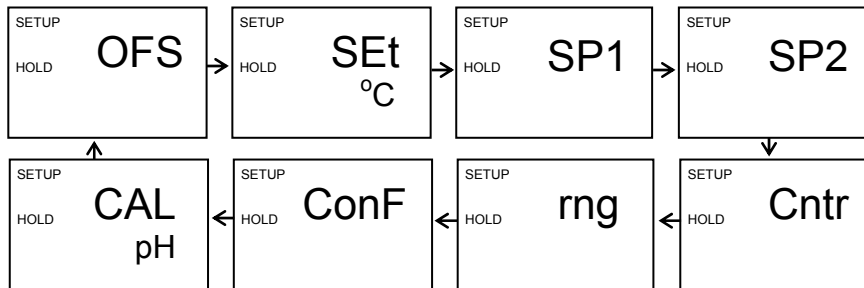 SETUP
HOLD
OFS
SETUP
HOLD
SEt
ºC
SETUP
HOLD
SP1
SETUP
HOLD
SP2
SETUP
HOLD
CAL
pH
SETUP
HOLD
ConF
SETUP
HOLD
rng
SETUP
HOLD
Cntr